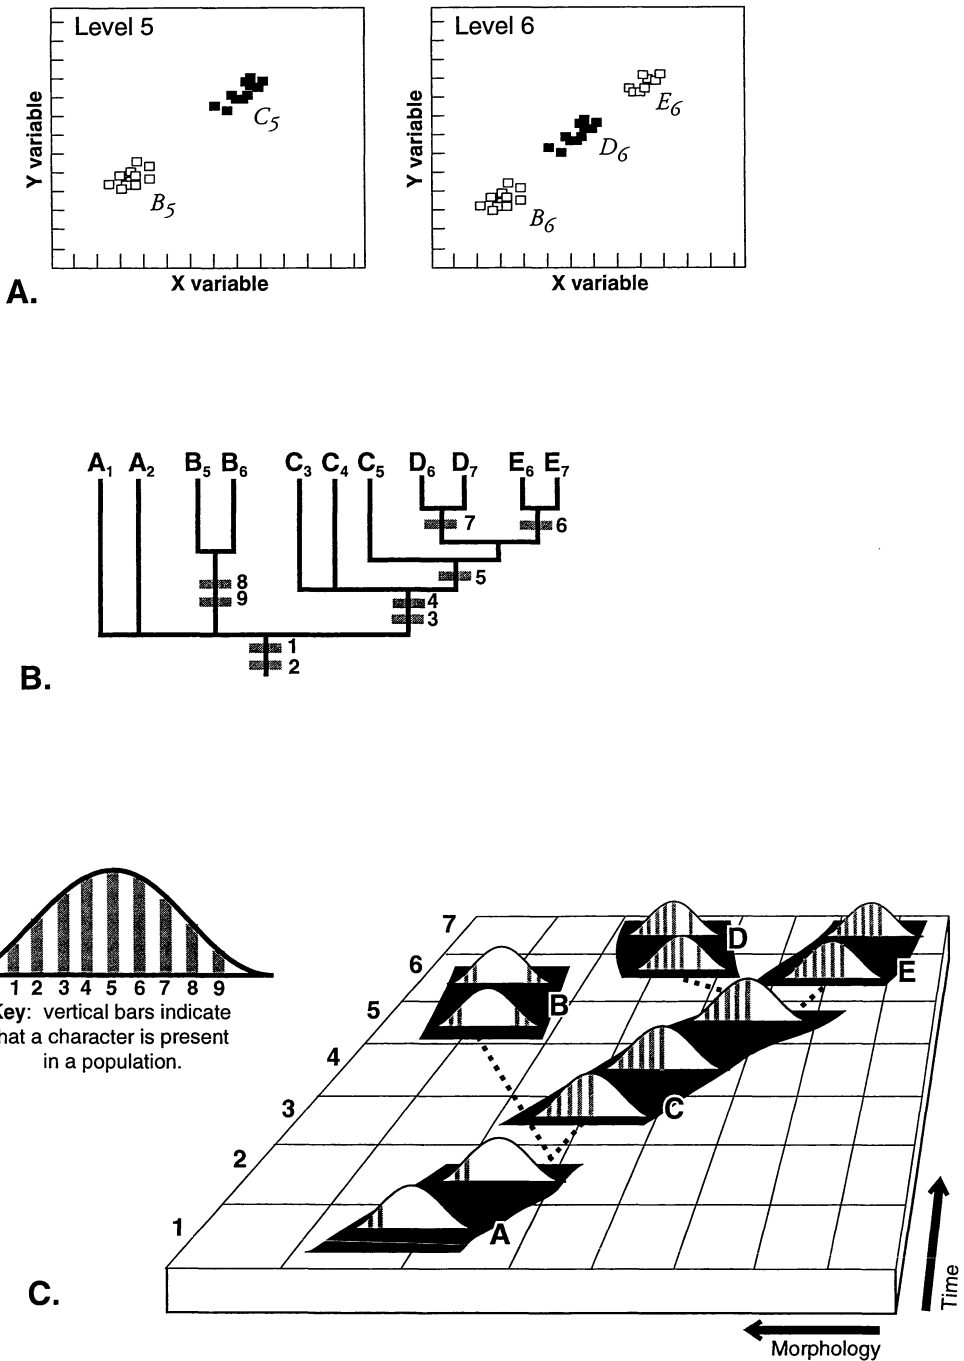 Level 5
Y variable
C5
B5
X variable
Level 6
Y variable
E6
D6
B6
X variable
A.
A1 A2 B5 B6 C3 C4 C5 D6 D7 E6 E7
7
6
8
9
5
4
3
1
2
B.
1 2 3 4 5 6 7 8 9
Key: vertical bars indicate
that a character is present
in a population.
7
6
5
4
3
2
1
D
E
B
C
A
Time
Morphology
C.